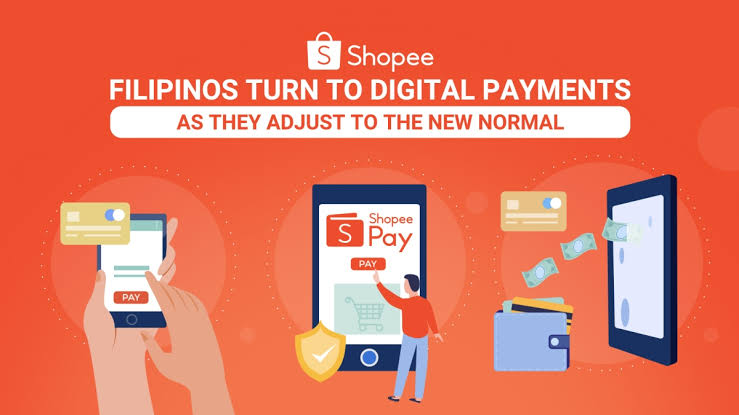 S Shopee
FILIPINOS TURN TO DIGITAL PAYMENTS
AS THEY ADJUST TO THE NEW NORMAL
PAY
Shopee
S Pay
PAY